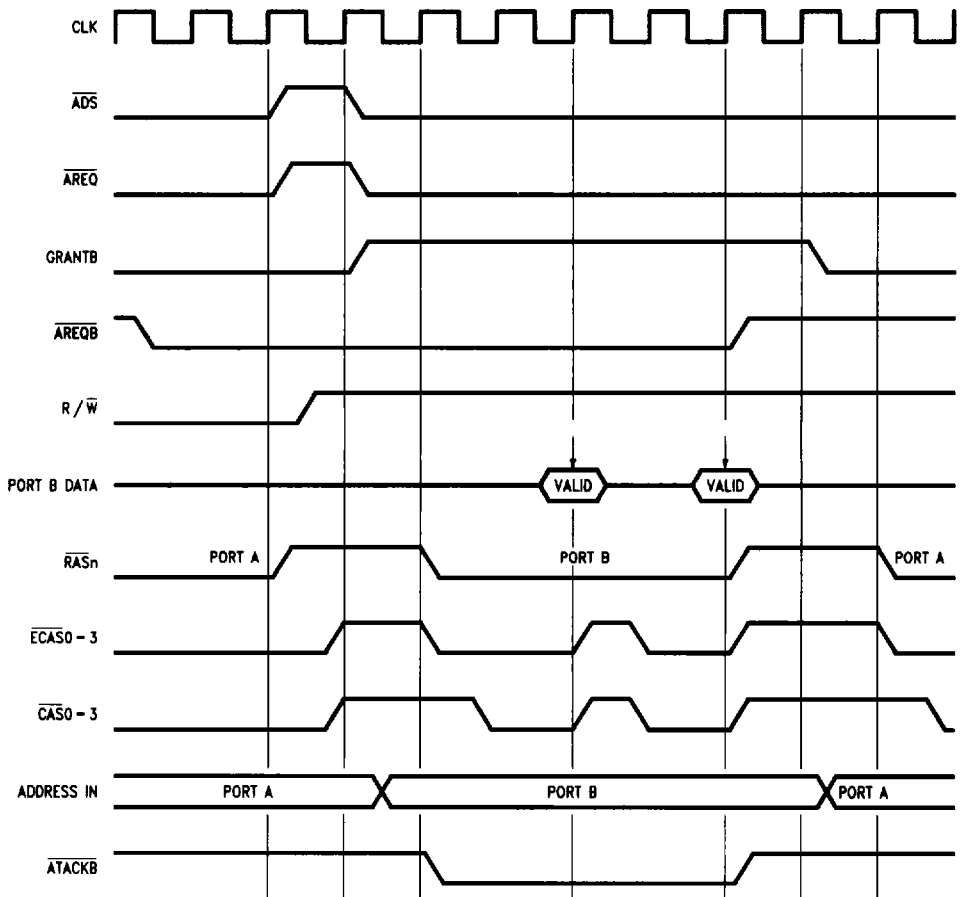 CLK
ADS
AREQ
GRANTB
AREQB
R / W
VALID VALID
PORT B DATA
PORT A PORT B PORT A
RASn
ECAS0 - 3
CAS0 - 3
ADDRESS IN PORT A PORT B PORT A
ATACKB